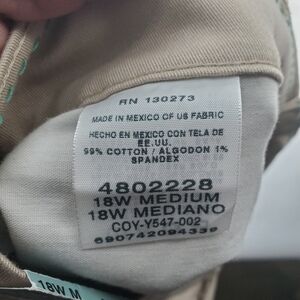 RN 130273
MADE IN MEXICO OF US FABRIC
HECHO EN MEXICO CON TELA DE
EE.UU.
99% COTTON / ALGODON 1%
SPANDEX
4802228
18W MEDIUM
18W MEDIANO
COY-Y547-002
690742094339
18W M